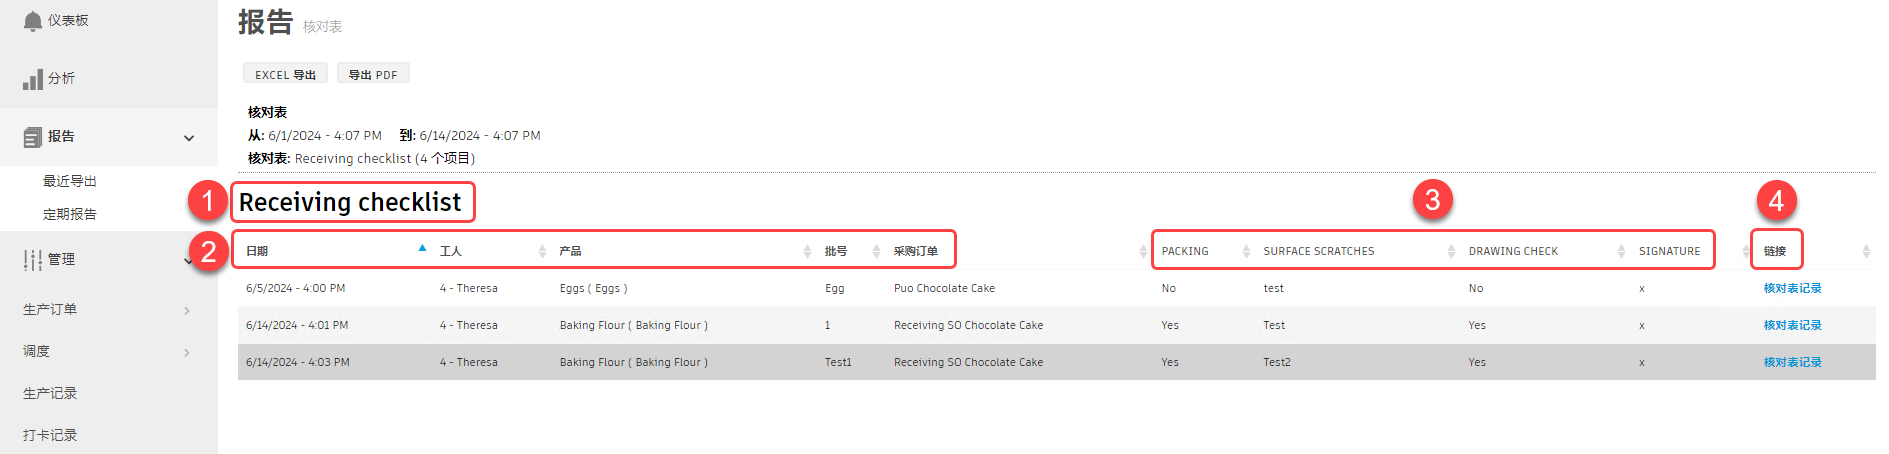 仪表板
分析
报告
最近导出
定期报告
管理
生产订单
调度
生产记录
打卡记录
报告 核对表
EXCEL 导出 导出 PDF
核对表
从: 6/1/2024 - 4:07 PM 到: 6/14/2024 - 4:07 PM
核对表: Receiving checklist (4 个项目)
1 Receiving checklist 3 4
2 日期 工人 产品 批号 采购订单 PACKING SURFACE SCRATCHES DRAWING CHECK SIGNATURE 链接
6/5/2024 - 4:00 PM 4 - Theresa Eggs ( Eggs ) Egg Puo Chocolate Cake No test No x 核对表记录
6/14/2024 - 4:01 PM 4 - Theresa Baking Flour ( Baking Flour ) 1 Receiving SO Chocolate Cake Yes Test Yes x 核对表记录
6/14/2024 - 4:03 PM 4 - Theresa Baking Flour ( Baking Flour ) Test1 Receiving SO Chocolate Cake Yes Test2 Yes x 核对表记录